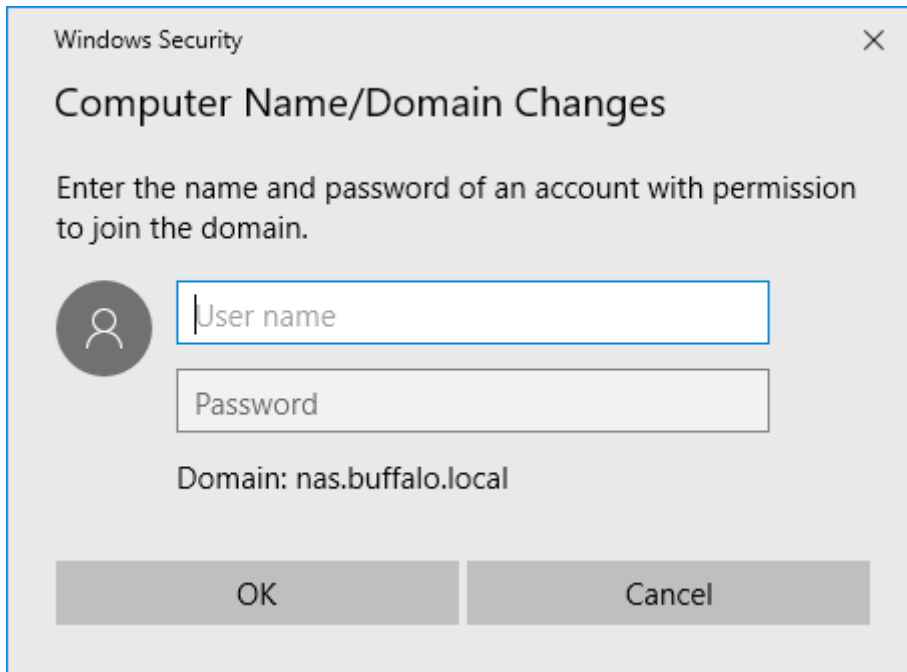 Windows Security
Computer Name/Domain Changes
Enter the name and password of an account with permission
to join the domain.
User name
Password
Domain: nas.buffalo.local
OK
Cancel